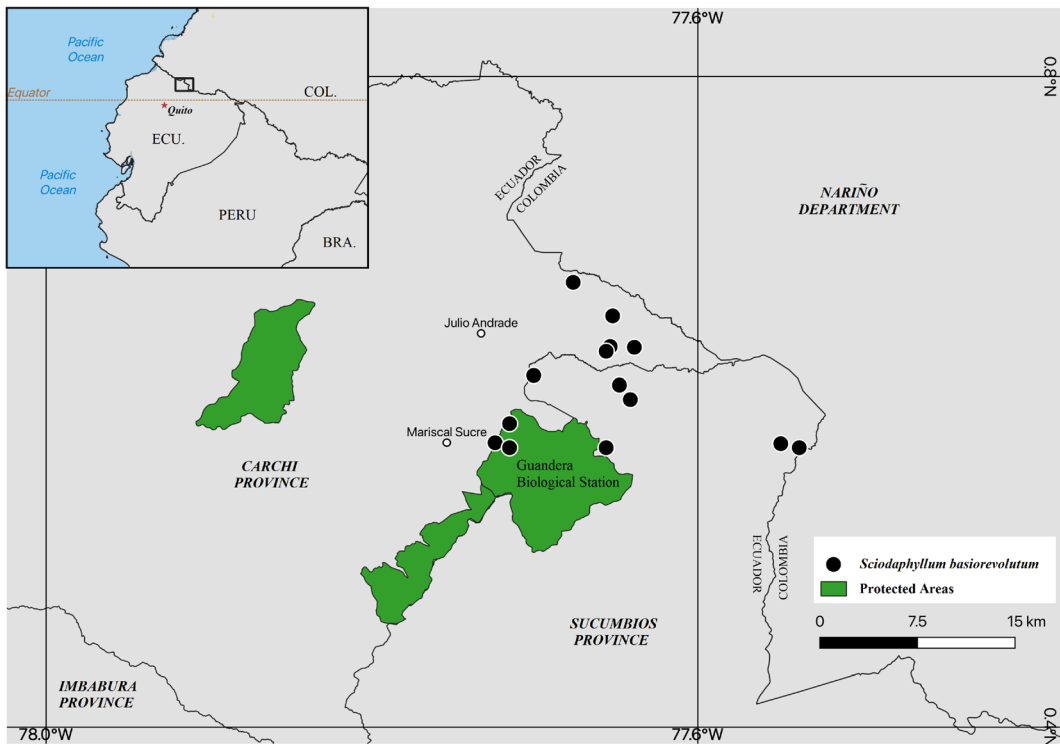 77.6°W
Pacific
Ocean
0.8°N
Equator
COL.
Quito
ECU.
Pacific
Ocean
PERU
BRA.
ECUADOR
COLOMBIA
NARIÑO
DEPARTMENT
Julio Andrade
Mariscal Sucre
CARCHI
PROVINCE
Guandera
Biological Station
ECUADOR
COLOMBIA
Sciodaphyllum basiorevolutum
Protected Areas
SUCUMBIOS
PROVINCE
0
7.5
15 km
IMBABURA
PROVINCE
78.0°W
77.6°W
0.4°N